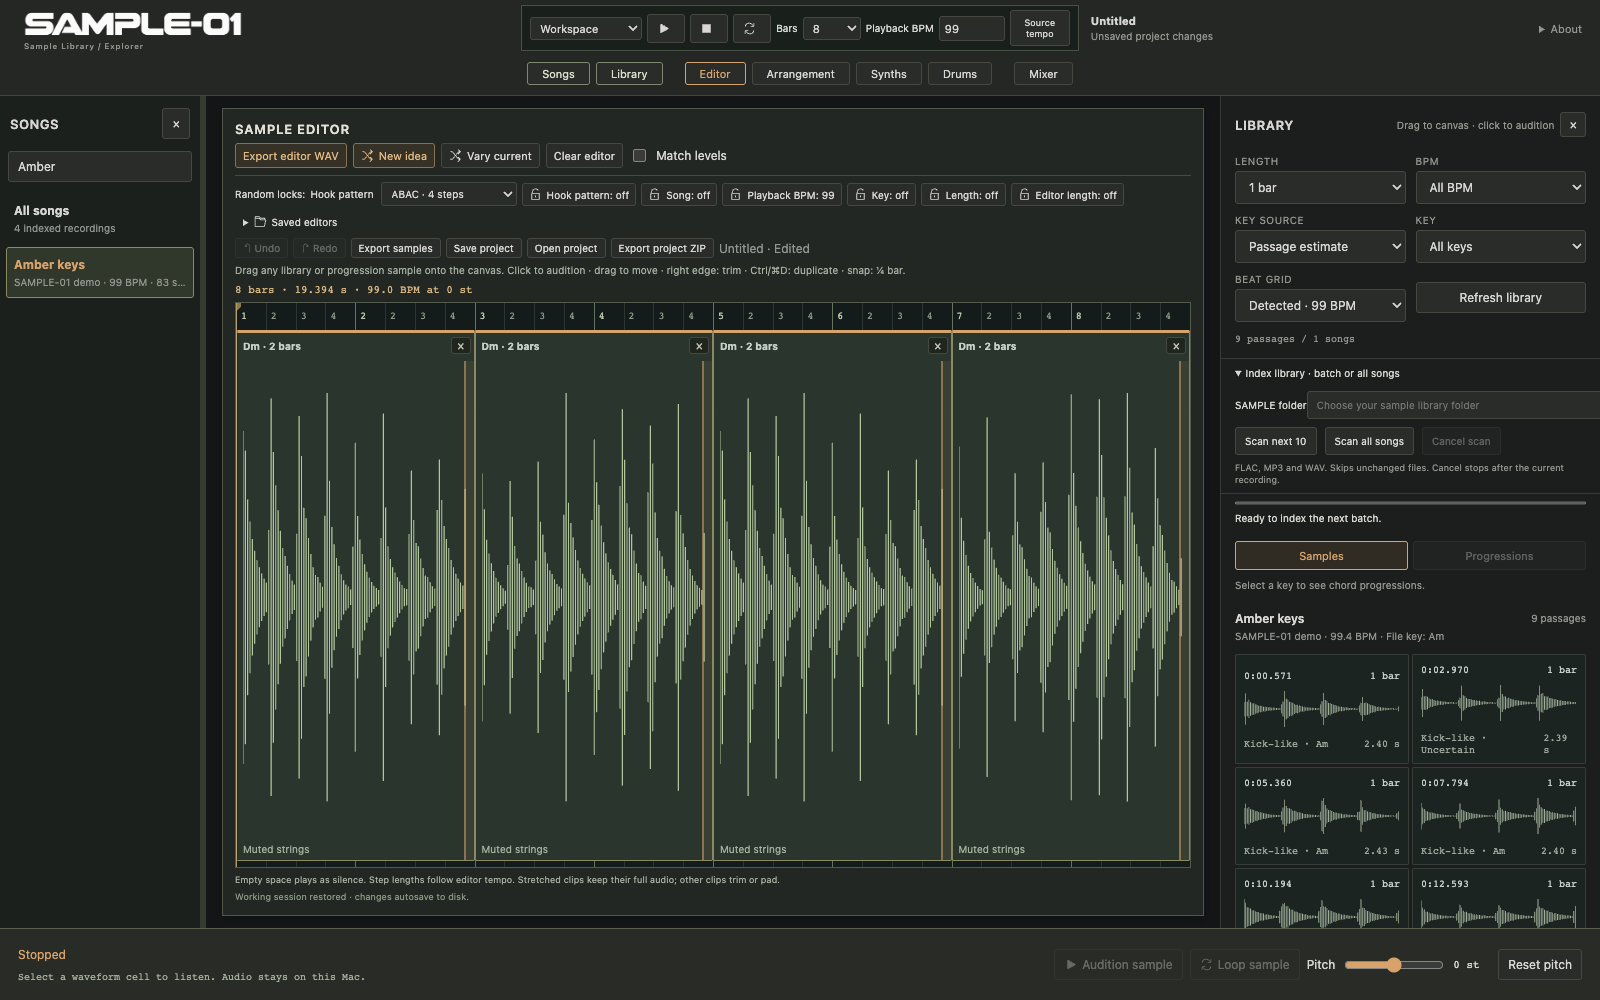 SAMPLE-01
Sample Library / Explorer
Workspace
Bars 8 Playback BPM 99 Source tempo
Untitled
Unsaved project changes
About
Songs Library Editor Arrangement Synths Drums Mixer
SONGS
×
Amber
All songs
4 indexed recordings
Amber keys
SAMPLE-01 demo · 99 BPM · 83 s...
SAMPLE EDITOR
Export editor WAV New idea Vary current Clear editor Match levels
Random locks: Hook pattern ABAC · 4 steps Hook pattern: off Song: off Playback BPM: 99 Key: off Length: off Editor length: off
Saved editors
Undo Redo Export samples Save project Open project Export project ZIP Untitled · Edited
Drag any library or progression sample onto the canvas. Click to audition · drag to move · right edge: trim · Ctrl/⌘D: duplicate · snap: ¼ bar.
8 bars · 19.394 s · 99.0 BPM at 0 st
1 2 3 4 2 2 3 4 3 2 3 4 4 2 3 4 5 2 3 4 6 2 3 4 7 2 3 4 8 2 3 4
Dm · 2 bars × Dm · 2 bars × Dm · 2 bars × Dm · 2 bars ×
Muted strings Muted strings Muted strings Muted strings
Empty space plays as silence. Step lengths follow editor tempo. Stretched clips keep their full audio; other clips trim or pad.
Working session restored · changes autosave to disk.
LIBRARY
Drag to canvas · click to audition ×
LENGTH BPM
1 bar All BPM
KEY SOURCE KEY
Passage estimate All keys
BEAT GRID
Detected · 99 BPM Refresh library
9 passages / 1 songs
Index library · batch or all songs
SAMPLE folder Choose your sample library folder
Scan next 10 Scan all songs Cancel scan
FLAC, MP3 and WAV. Skips unchanged files. Cancel stops after the current
recording.
Ready to index the next batch.
Samples Progressions
Select a key to see chord progressions.
Amber keys 9 passages
SAMPLE-01 demo · 99.4 BPM · File key: Am
0:00.571 1 bar
Kick-like · Am 2.40 s
0:02.970 1 bar
Kick-like · Uncertain 2.39 s
0:05.360 1 bar
Kick-like · Am 2.43 s
0:07.794 1 bar
Kick-like · Am 2.40 s
0:10.194 1 bar
0:12.593 1 bar
Stopped
Select a waveform cell to listen. Audio stays on this Mac.
Audition sample Loop sample Pitch 0 st Reset pitch